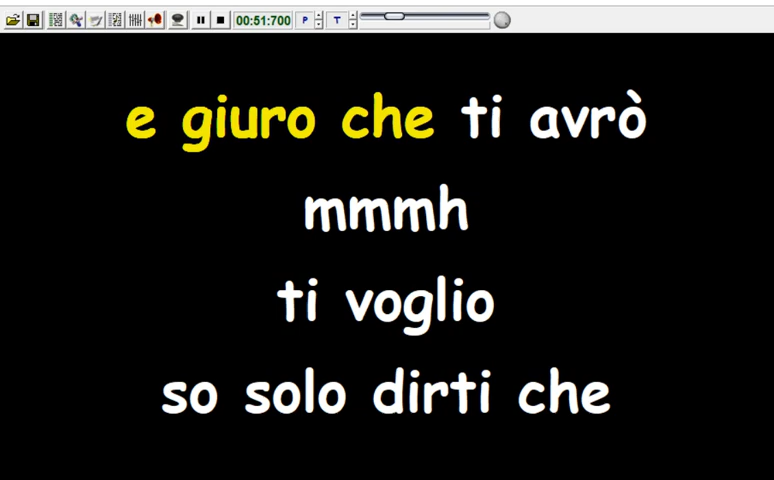 00:51:700 P T
e giuro che ti avrò
mmmh
ti voglio
so solo dirti che